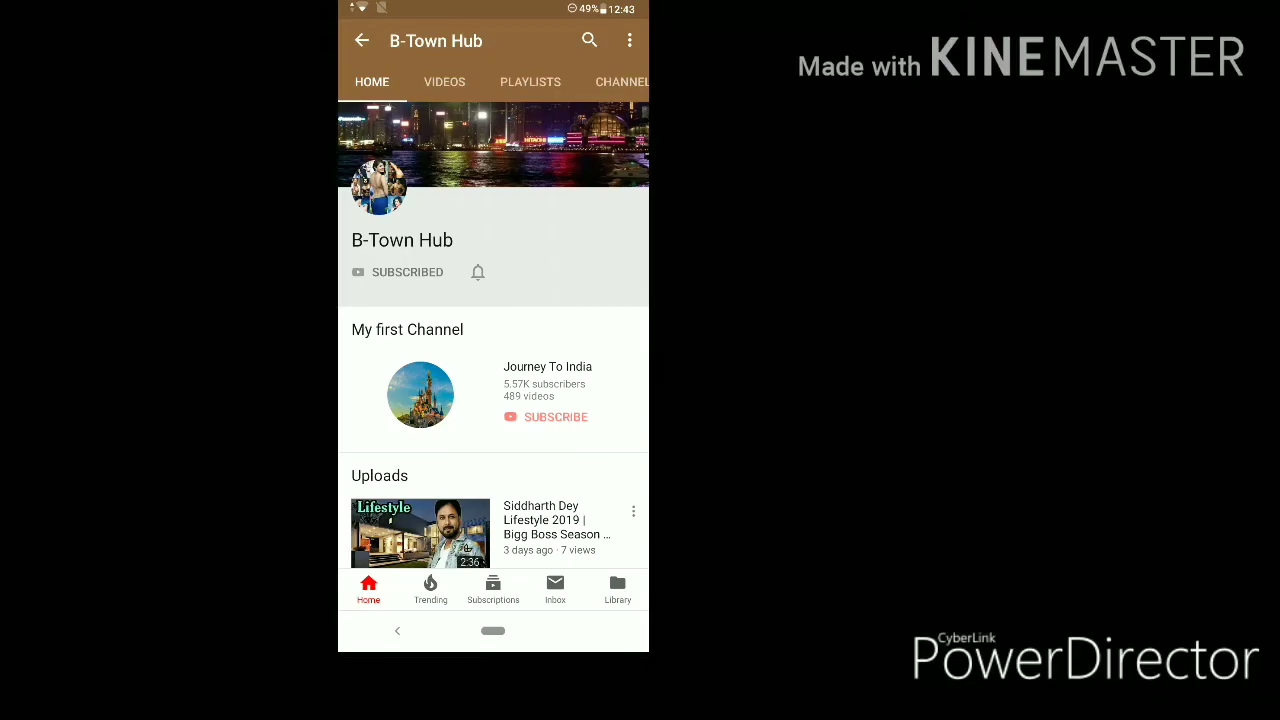 49% 12:43
B-Town Hub
HOME VIDEOS PLAYLISTS CHANNEL
HITACHI
B-Town Hub
SUBSCRIBED
My first Channel
Journey To India
5.57K subscribers
489 videos
SUBSCRIBE
Uploads
Lifestyle
2:36
Siddharth Dey
Lifestyle 2019 |
Bigg Boss Season ...
3 days ago · 7 views
Home Trending Subscriptions Inbox Library
Made with KINEMASTER
CyberLink
PowerDirector